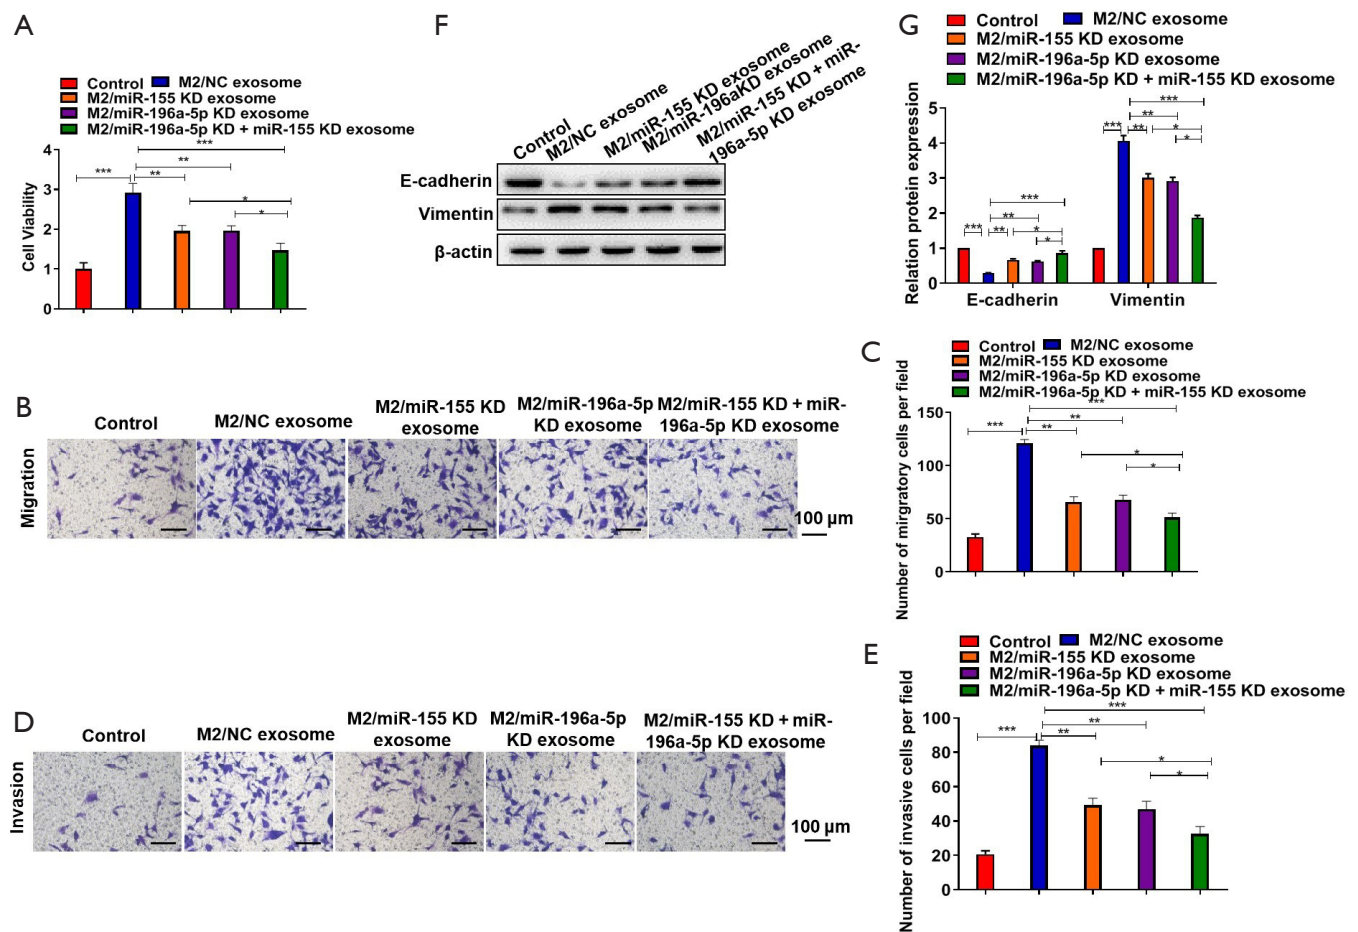 A
Control M2/NC exosome
M2/miR-155 KD exosome
M2/miR-196a-5p KD exosome
M2/miR-196a-5p KD + miR-155 KD exosome
Cell Viability
4
3
2
1
0
***
**
**
***
*
*
F
Control
M2/NC exosome
M2/miR-155 KD exosome
M2/miR-196aKD exosome
M2/miR-155 KD + miR-
196a-5p KD exosome
E-cadherin
Vimentin
β-actin
G
Control M2/NC exosome
M2/miR-155 KD exosome
M2/miR-196a-5p KD exosome
M2/miR-196a-5p KD + miR-155 KD exosome
Relation protein expression
5
4
3
2
1
0
***
**
**
***
*
*
***
**
**
***
*
*
E-cadherin Vimentin
B
Control
M2/NC exosome
M2/miR-155 KD
exosome
M2/miR-196a-5p
KD exosome
M2/miR-155 KD + miR-
196a-5p KD exosome
Migration
100 μm
C
Control M2/NC exosome
M2/miR-155 KD exosome
M2/miR-196a-5p KD exosome
M2/miR-196a-5p KD + miR-155 KD exosome
Number of mirgratory cells per field
150
100
50
0
***
**
**
***
*
*
D
Control
M2/NC exosome
M2/miR-155 KD
exosome
M2/miR-196a-5p
KD exosome
M2/miR-155 KD + miR-
196a-5p KD exosome
Invasion
100 μm
E
Control M2/NC exosome
M2/miR-155 KD exosome
M2/miR-196a-5p KD exosome
M2/miR-196a-5p KD + miR-155 KD exosome
Number of invasive cells per field
100
80
60
40
20
0
***
**
**
***
*
*